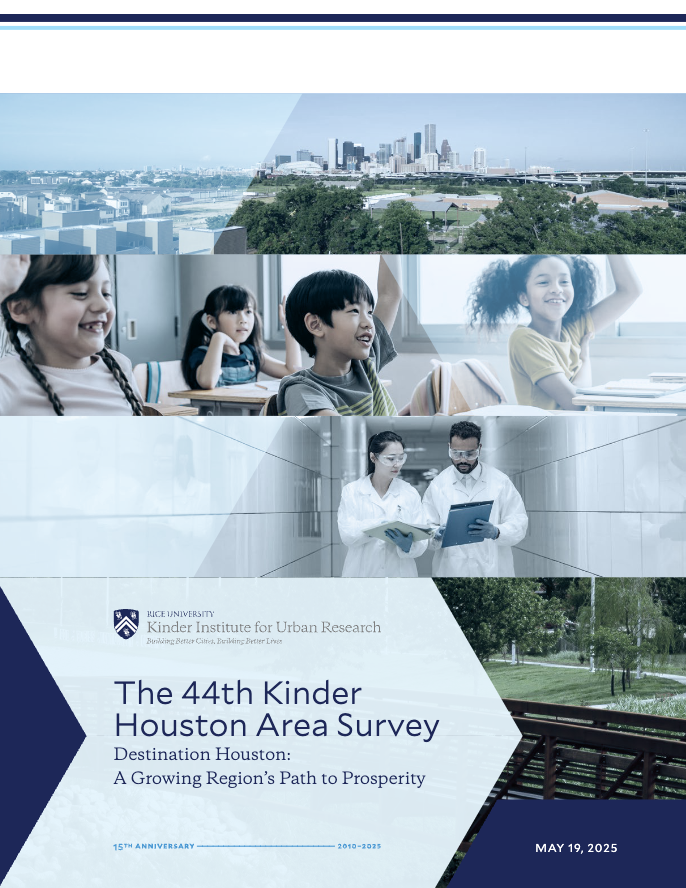 RICE UNIVERSITY
Kinder Institute for Urban Research
Building Better Cities, Building Better Lives
The 44th Kinder
Houston Area Survey
Destination Houston:
A Growing Region’s Path to Prosperity
15TH ANNIVERSARY 2010–2025
MAY 19, 2025